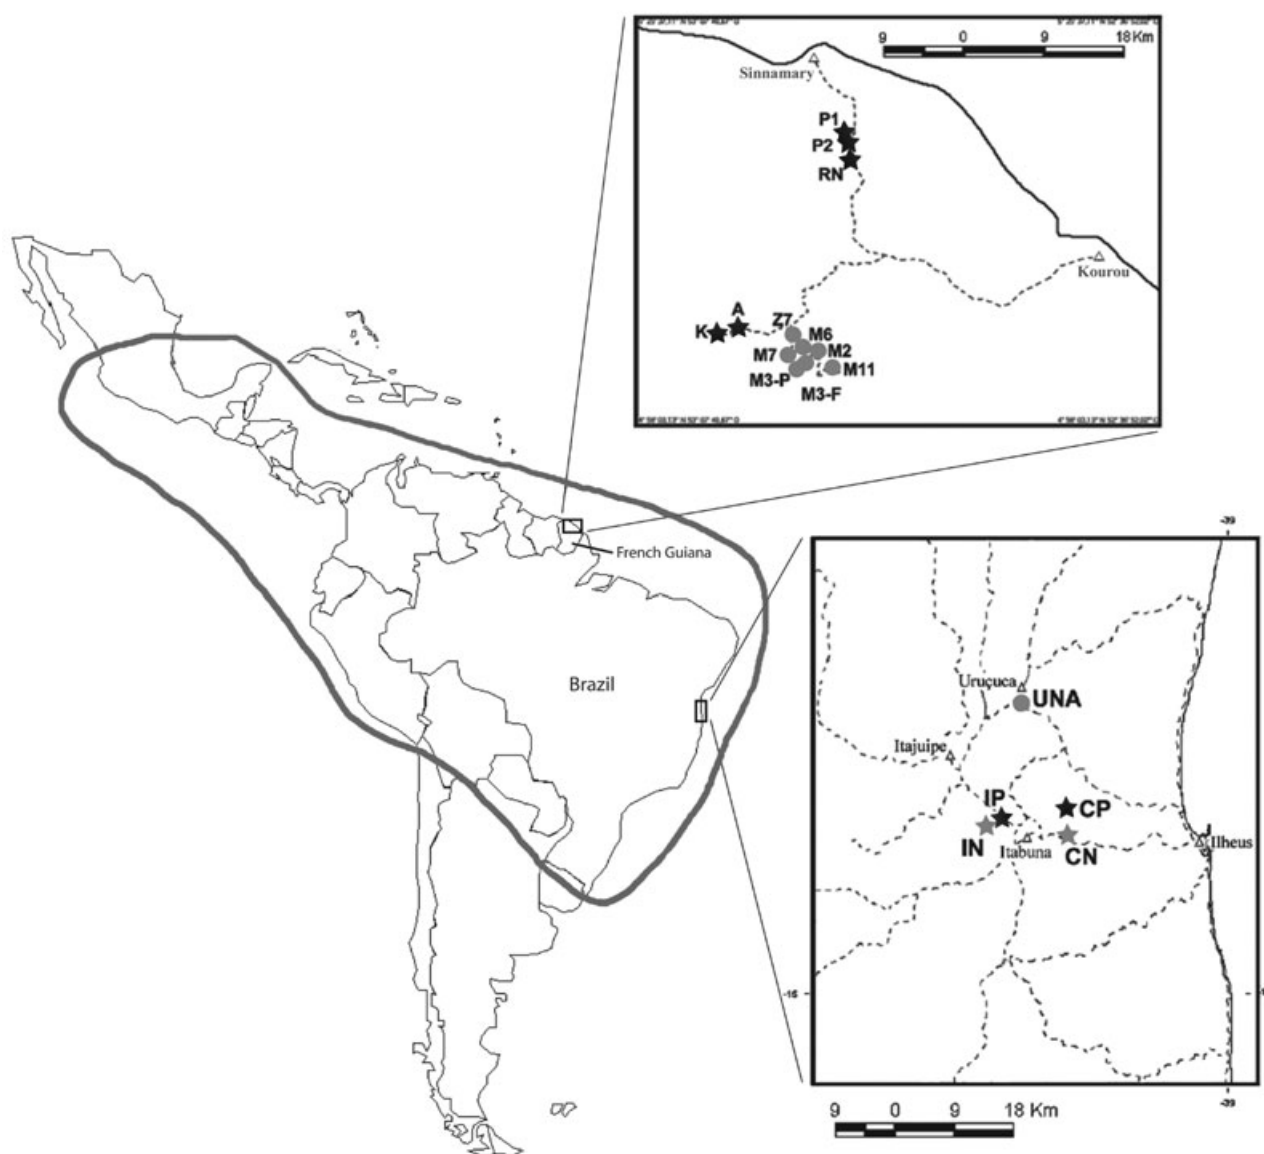 9 0 9 18 Km
Sinnamary
P1
P2
RN
Kourou
A
K
Z7
M6
M7
M2
M3-P
M11
M3-F
French Guiana
Brazil
-39
Uruçuca
UNA
Itajuipe
IP
CP
IN
Itabuna
CN
Ilheus
-15
-39
9 0 9 18 Km